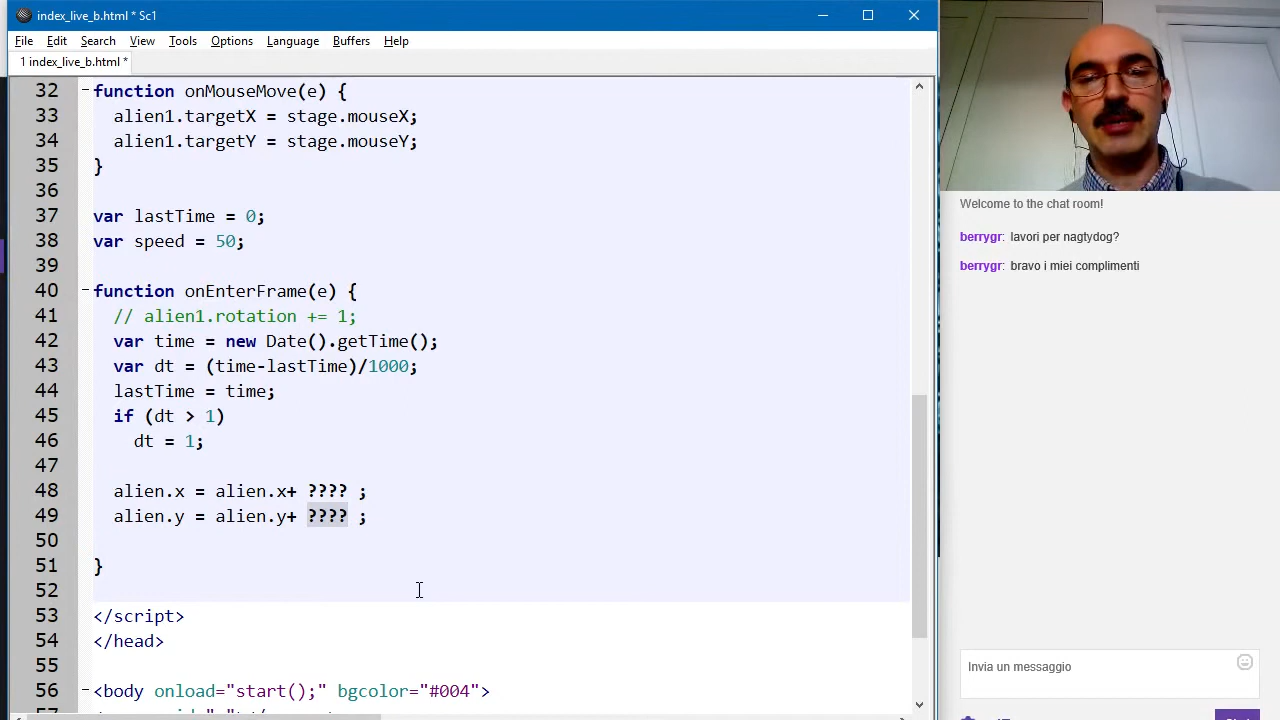 index_live_b.html * Sc1
File Edit Search View Tools Options Language Buffers Help
1 index_live_b.html *
32 function onMouseMove(e) {
33 alien1.targetX = stage.mouseX;
34 alien1.targetY = stage.mouseY;
35 }
36
37 var lastTime = 0;
38 var speed = 50;
39
40 function onEnterFrame(e) {
41 // alien1.rotation += 1;
42 var time = new Date().getTime();
43 var dt = (time-lastTime)/1000;
44 lastTime = time;
45 if (dt > 1)
46 dt = 1;
47
48 alien.x = alien.x+ ???? ;
49 alien.y = alien.y+ ???? ;
50
51 }
52
53 </script>
54 </head>
55
56 <body onload="start();" bgcolor="#004">
57
Welcome to the chat room!
berrygr: lavori per nagtydog?
berrygr: bravo i miei complimenti
Invia un messaggio